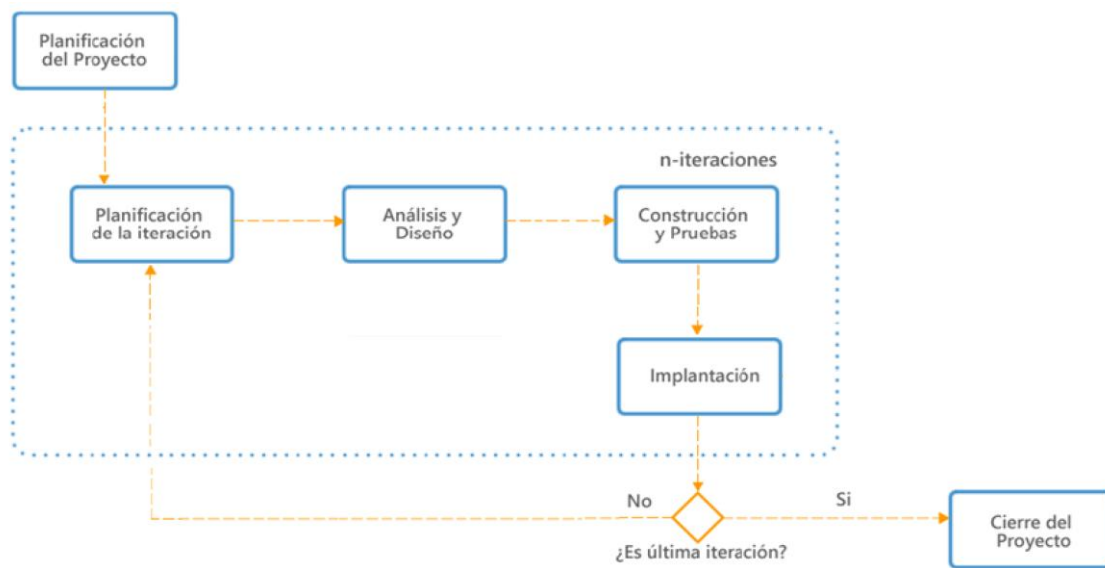 Planificación
del Proyecto
n-iteraciones
Planificación
de la iteración
Análisis y
Diseño
Construcción
y Pruebas
Implantación
No
Si
¿Es última iteración?
Cierre del
Proyecto